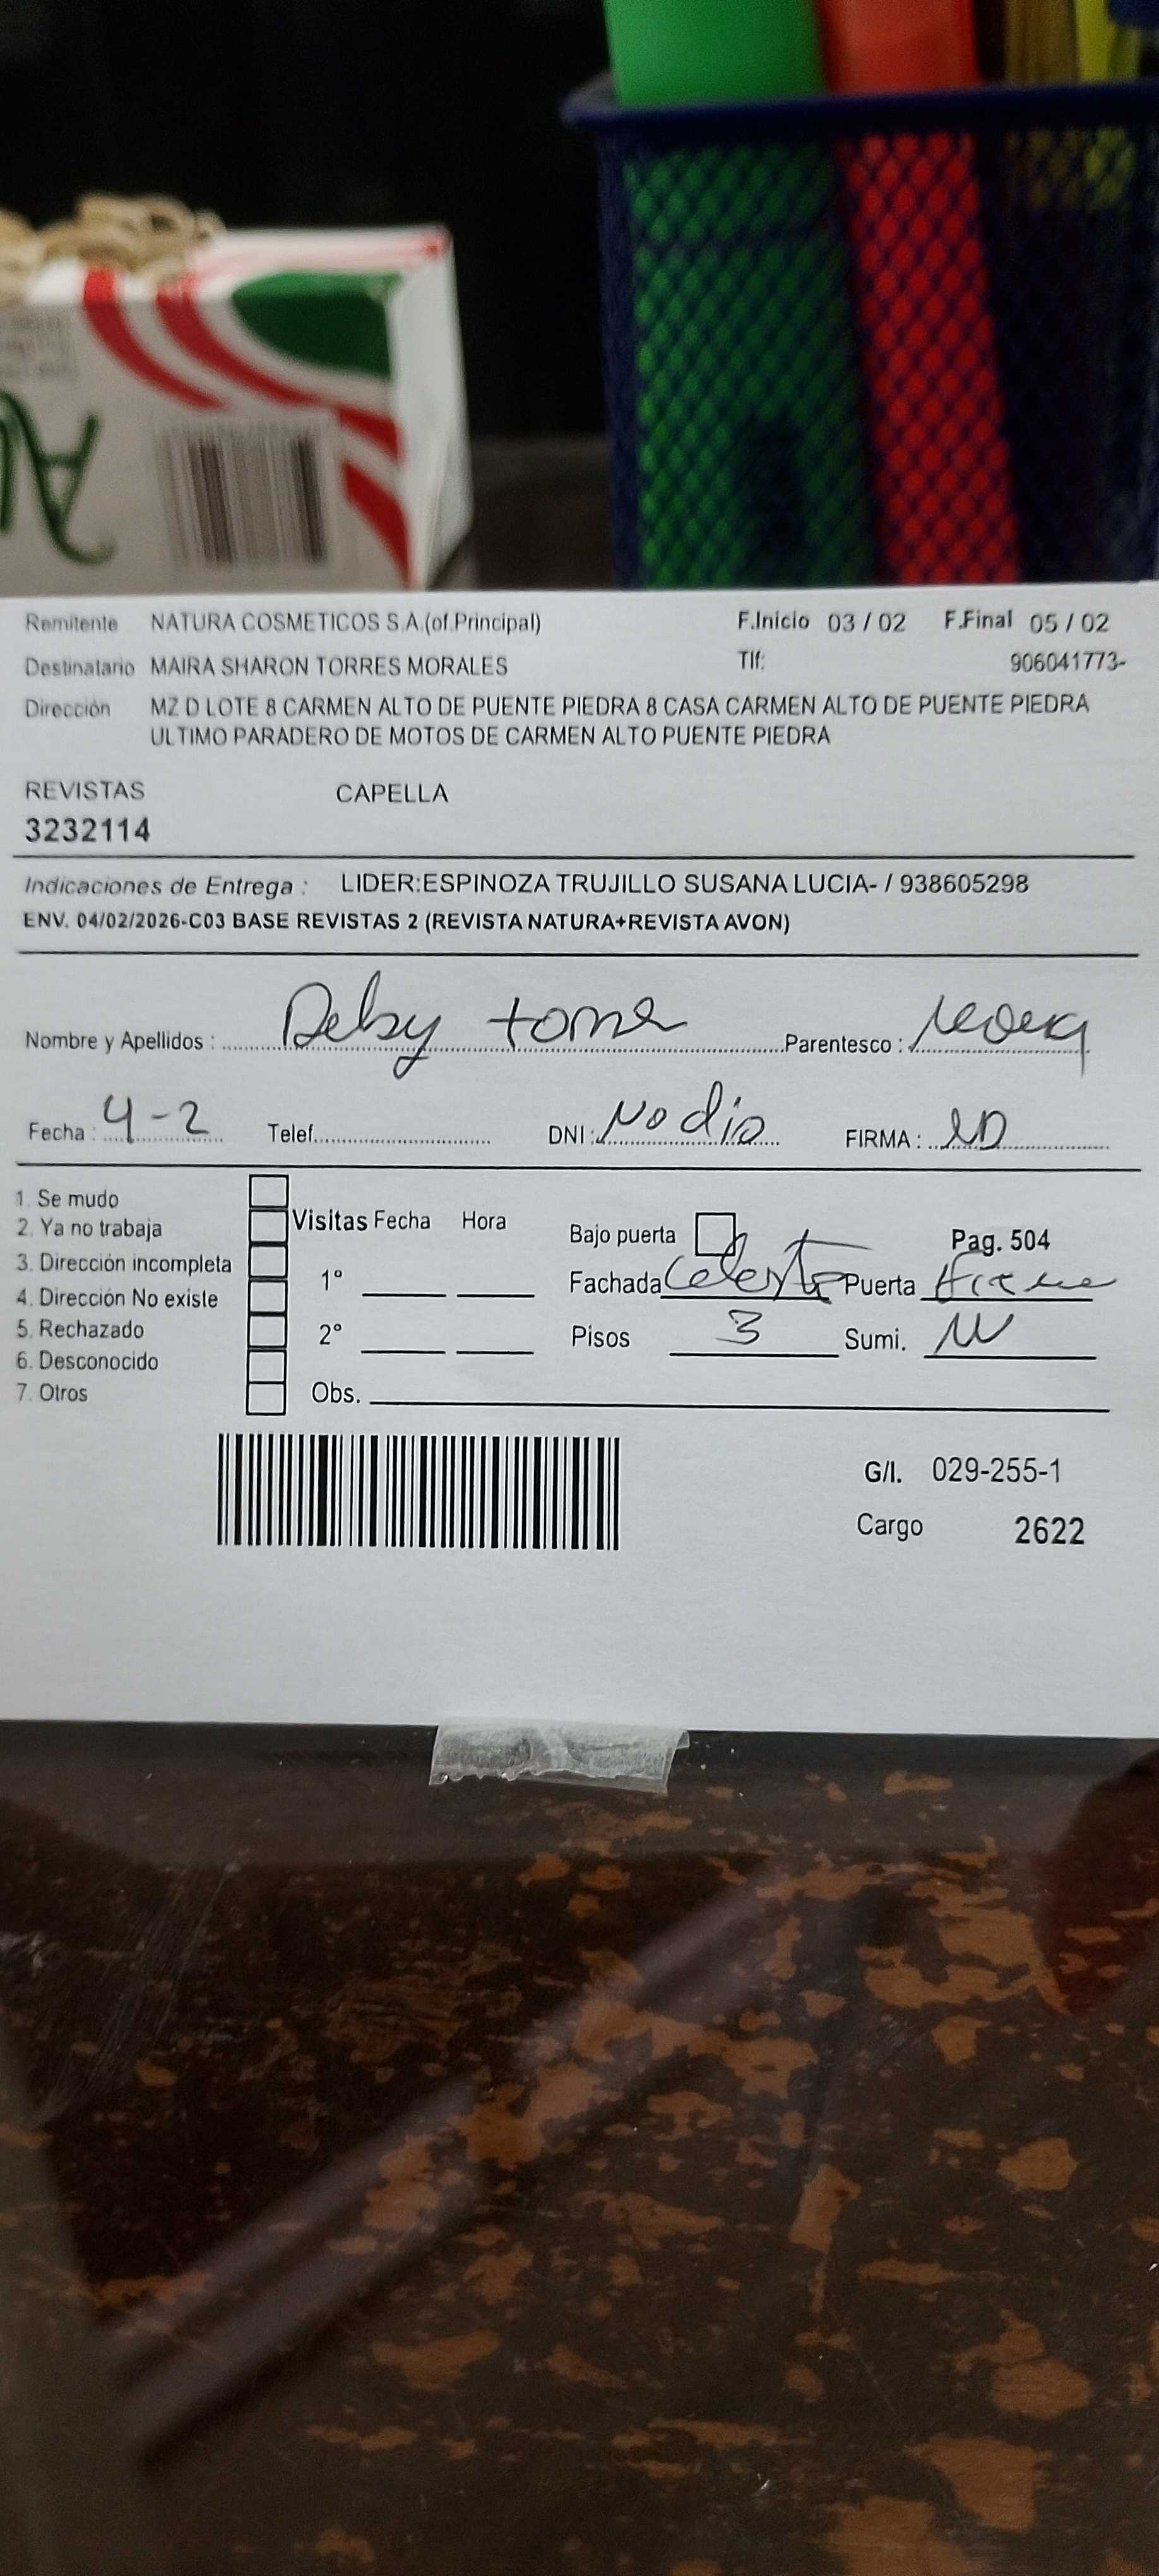 Remitente NATURA COSMETICOS S.A.(of.Principal) F.Inicio 03 / 02 F.Final 05 / 02
Destinatario MAIRA SHARON TORRES MORALES Tlf: 906041773-
Dirección MZ D LOTE 8 CARMEN ALTO DE PUENTE PIEDRA 8 CASA CARMEN ALTO DE PUENTE PIEDRA
ULTIMO PARADERO DE MOTOS DE CARMEN ALTO PUENTE PIEDRA
REVISTAS CAPELLA
3232114
Indicaciones de Entrega : LIDER:ESPINOZA TRUJILLO SUSANA LUCIA- / 938605298
ENV. 04/02/2026-C03 BASE REVISTAS 2 (REVISTA NATURA+REVISTA AVON)
Nombre y Apellidos : Deby Parentesco :
Fecha : 4-2 Telef. DNI : No dio FIRMA :
1. Se mudo
2. Ya no trabaja
3. Dirección incompleta
4. Dirección No existe
5. Rechazado
6. Desconocido
7. Otros
Visitas Fecha Hora
1°
2°
Obs.
Bajo puerta Pag. 504
Fachada Celeste Puerta
Pisos 3 Sumi.
G/I. 029-255-1
Cargo 2622